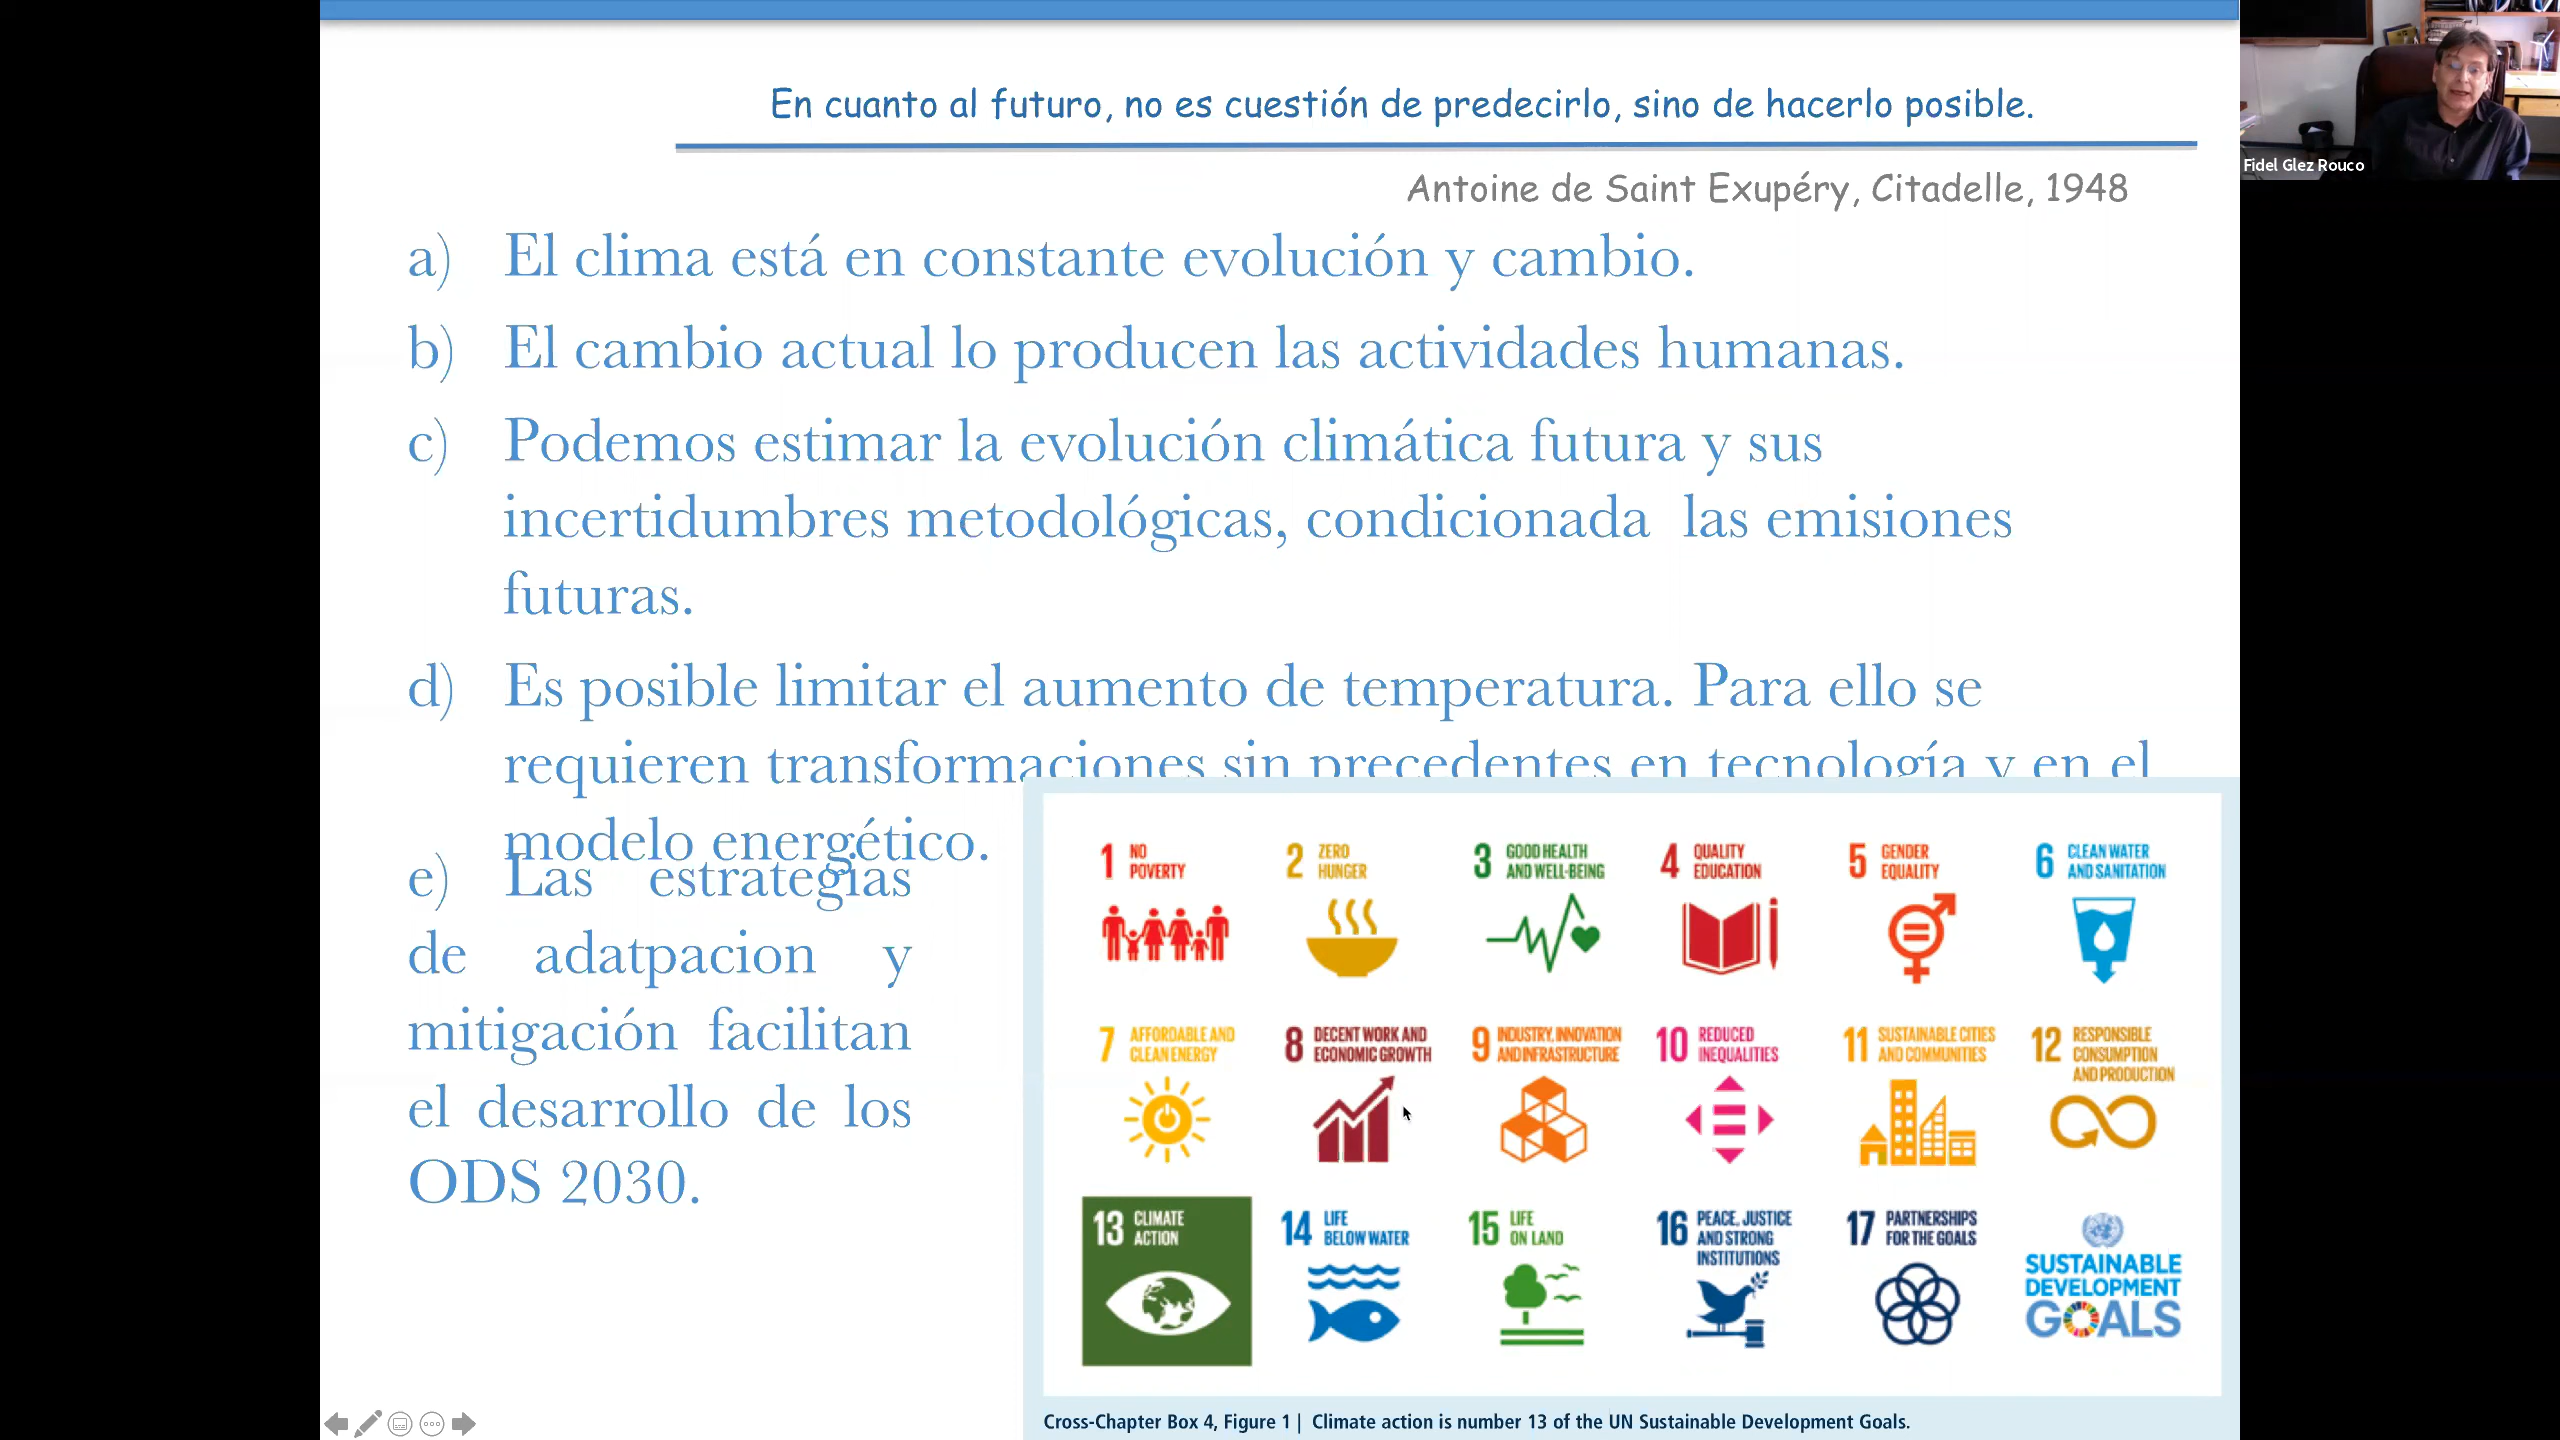 En cuanto al futuro, no es cuestión de predecirlo, sino de hacerlo posible.
Fidel Glez Rouco
Antoine de Saint Exupéry, Citadelle, 1948
a) El clima está en constante evolución y cambio.
b) El cambio actual lo producen las actividades humanas.
c) Podemos estimar la evolución climática futura y sus
incertidumbres metodológicas, condicionada las emisiones
futuras.
d) Es posible limitar el aumento de temperatura. Para ello se
requieren transformaciones sin precedentes en tecnología y en el
modelo energético.
e) Las estrategias
de adatpacion y
mitigación facilitan
el desarrollo de los
ODS 2030.
1 NO
POVERTY
2 ZERO
HUNGER
3 GOOD HEALTH
AND WELL-BEING
4 QUALITY
EDUCATION
5 GENDER
EQUALITY
6 CLEAN WATER
AND SANITATION
7 AFFORDABLE AND
CLEAN ENERGY
8 DECENT WORK AND
ECONOMIC GROWTH
9 INDUSTRY, INNOVATION
AND INFRASTRUCTURE
10 REDUCED
INEQUALITIES
11 SUSTAINABLE CITIES
AND COMMUNITIES
12 RESPONSIBLE
CONSUMPTION
AND PRODUCTION
13 CLIMATE
ACTION
14 LIFE
BELOW WATER
15 LIFE
ON LAND
16 PEACE, JUSTICE
AND STRONG
INSTITUTIONS
17 PARTNERSHIPS
FOR THE GOALS
SUSTAINABLE
DEVELOPMENT
GOALS
Cross-Chapter Box 4, Figure 1 | Climate action is number 13 of the UN Sustainable Development Goals.